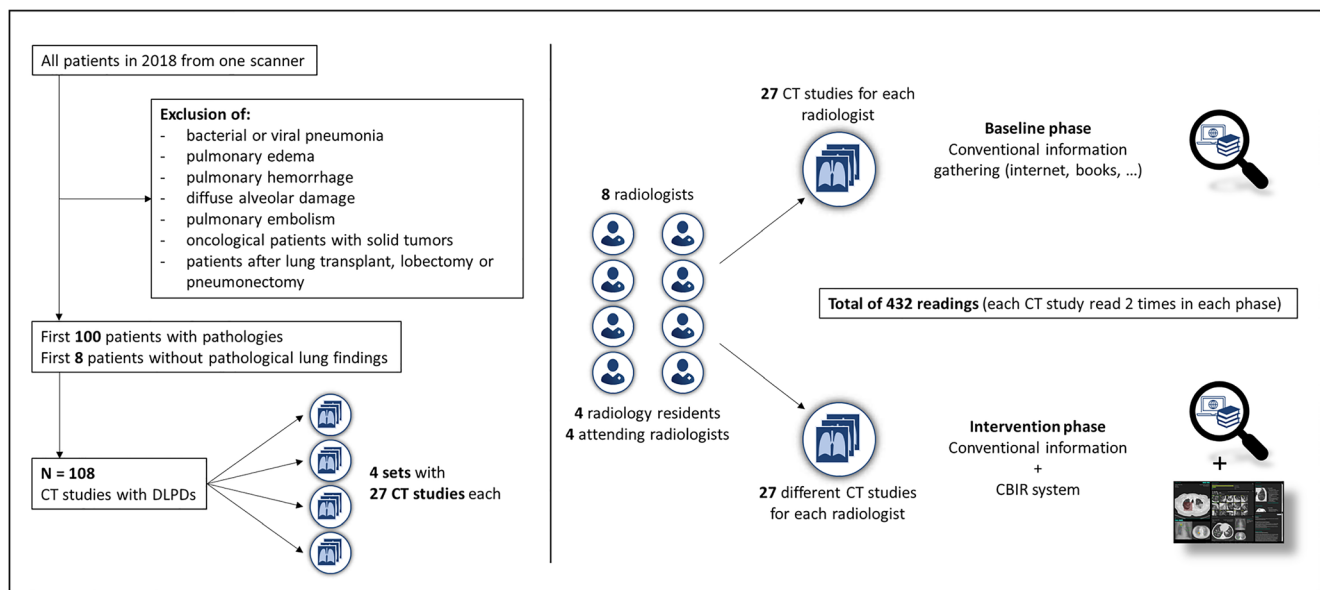 All patients in 2018 from one scanner
Exclusion of:
- bacterial or viral pneumonia
- pulmonary edema
- pulmonary hemorrhage
- diffuse alveolar damage
- pulmonary embolism
- oncological patients with solid tumors
- patients after lung transplant, lobectomy or
pneumonectomy
First 100 patients with pathologies
First 8 patients without pathological lung findings
N = 108
CT studies with DLPDs
4 sets with
27 CT studies each
8 radiologists
4 radiology residents
4 attending radiologists
27 CT studies for each
radiologist
Baseline phase
Conventional information
gathering (internet, books, ...)
Total of 432 readings (each CT study read 2 times in each phase)
27 different CT studies
for each radiologist
Intervention phase
Conventional information
+
CBIR system
+